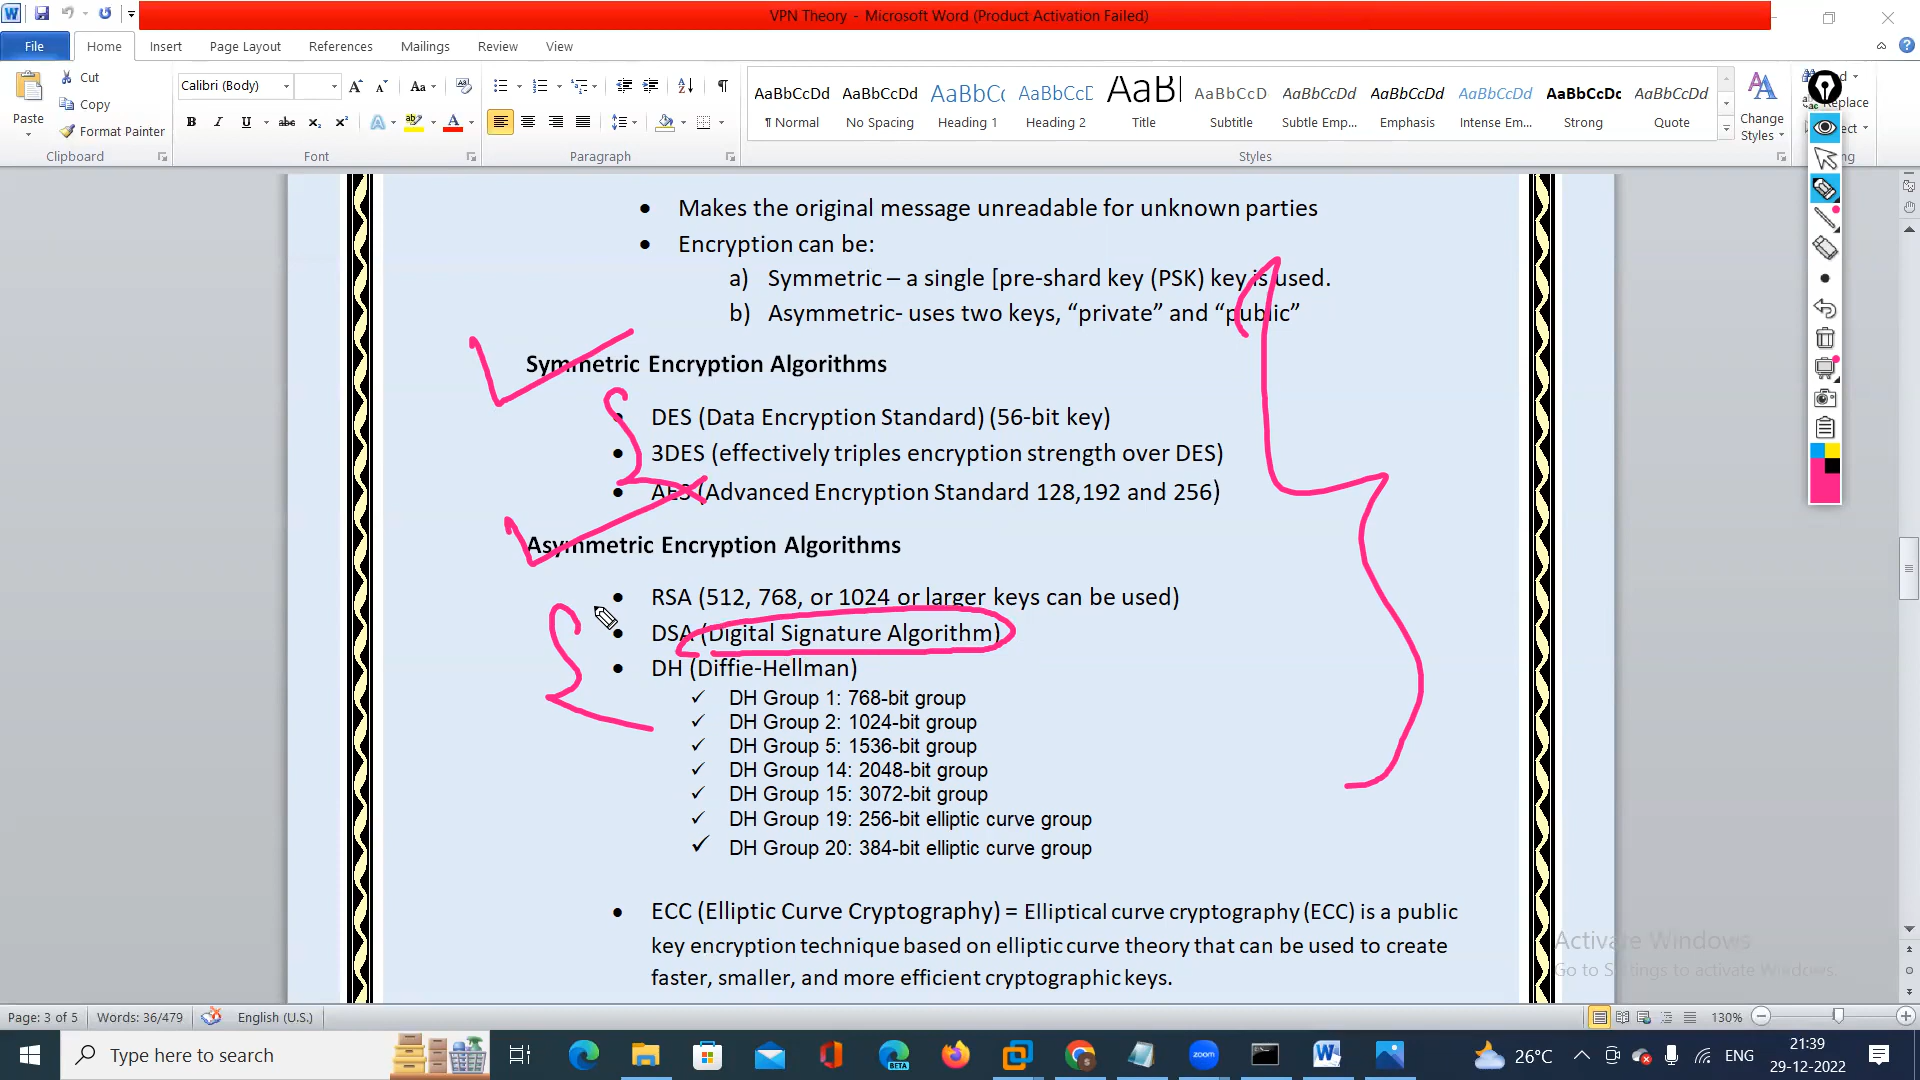 VPN Theory - Microsoft Word (Product Activation Failed)
File Home Insert Page Layout References Mailings Review View
Paste
Cut
Copy
Format Painter
Clipboard
Calibri (Body)
Font
Paragraph
AaBbCcDd
¶ Normal
AaBbCcDd
No Spacing
AaBbCc
Heading 1
AaBbCcD
Heading 2
AaB
Title
AaBbCcD
Subtitle
AaBbCcDd
Subtle Emp...
AaBbCcDd
Emphasis
AaBbCcDd
Intense Em...
AaBbCcDd
Strong
AaBbCcDd
Quote
Change
Styles
Styles
Replace
• Makes the original message unreadable for unknown parties
• Encryption can be:
a) Symmetric – a single [pre-shard key (PSK) key is used.
b) Asymmetric- uses two keys, “private” and “public”
Symmetric Encryption Algorithms
• DES (Data Encryption Standard) (56-bit key)
• 3DES (effectively triples encryption strength over DES)
• AES (Advanced Encryption Standard 128,192 and 256)
Asymmetric Encryption Algorithms
• RSA (512, 768, or 1024 or larger keys can be used)
• DSA (Digital Signature Algorithm)
• DH (Diffie-Hellman)
✓ DH Group 1: 768-bit group
✓ DH Group 2: 1024-bit group
✓ DH Group 5: 1536-bit group
✓ DH Group 14: 2048-bit group
✓ DH Group 15: 3072-bit group
✓ DH Group 19: 256-bit elliptic curve group
✓ DH Group 20: 384-bit elliptic curve group
• ECC (Elliptic Curve Cryptography) = Elliptical curve cryptography (ECC) is a public
key encryption technique based on elliptic curve theory that can be used to create
faster, smaller, and more efficient cryptographic keys.
Activate Windows
Go to Settings to activate Windows.
Page: 3 of 5 Words: 36/479 English (U.S.) 130%
Type here to search
BETA
zoom
26°C ENG
21:39
29-12-2022